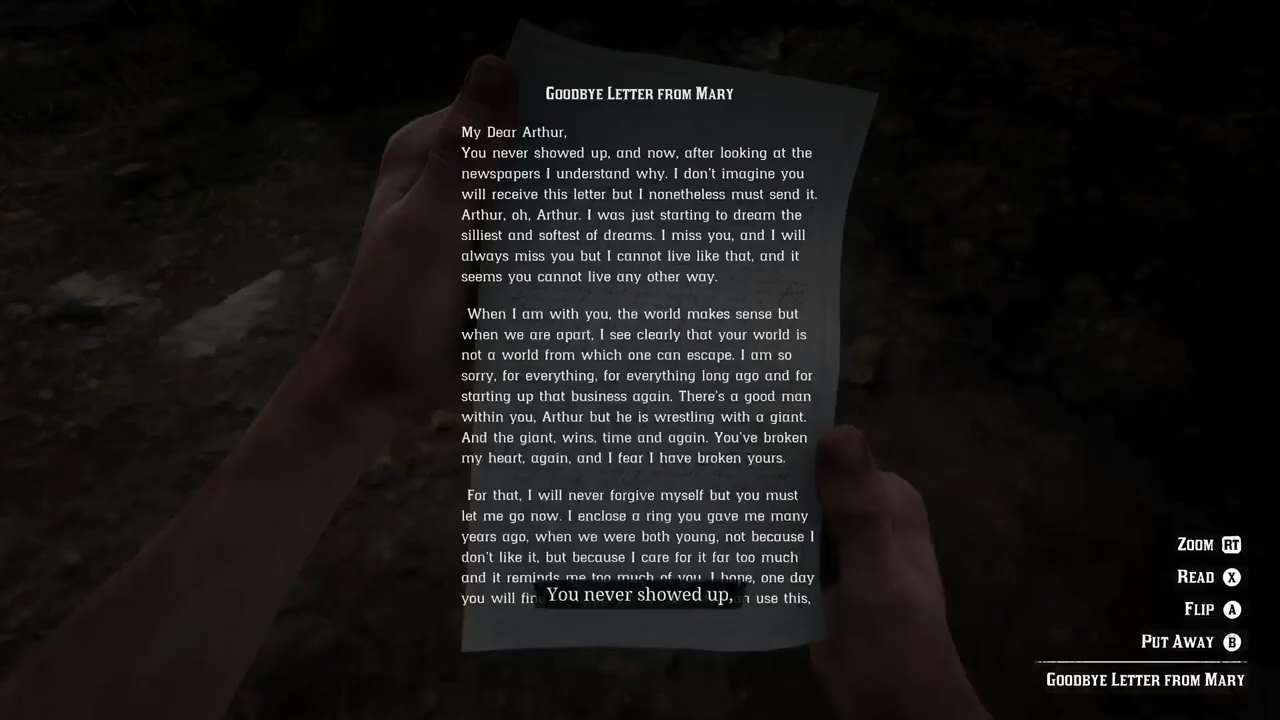 Goodbye Letter from Mary
My Dear Arthur,
You never showed up, and now, after looking at the
newspapers I understand why. I don't imagine you
will receive this letter but I nonetheless must send it.
Arthur, oh, Arthur. I was just starting to dream the
silliest and softest of dreams. I miss you, and I will
always miss you but I cannot live like that, and it
seems you cannot live any other way.
When I am with you, the world makes sense but
when we are apart, I see clearly that your world is
not a world from which one can escape. I am so
sorry, for everything, for everything long ago and for
starting up that business again. There's a good man
within you, Arthur but he is wrestling with a giant.
And the giant, wins, time and again. You've broken
my heart, again, and I fear I have broken yours.
For that, I will never forgive myself but you must
let me go now. I enclose a ring you gave me many
years ago, when we were both young, not because I
don't like it, but because I care for it far too much
and it reminds me too much of you. I hope, one day
you will use this,
You never showed up,
Zoom RT
Read X
Flip A
Put Away B
Goodbye Letter from Mary